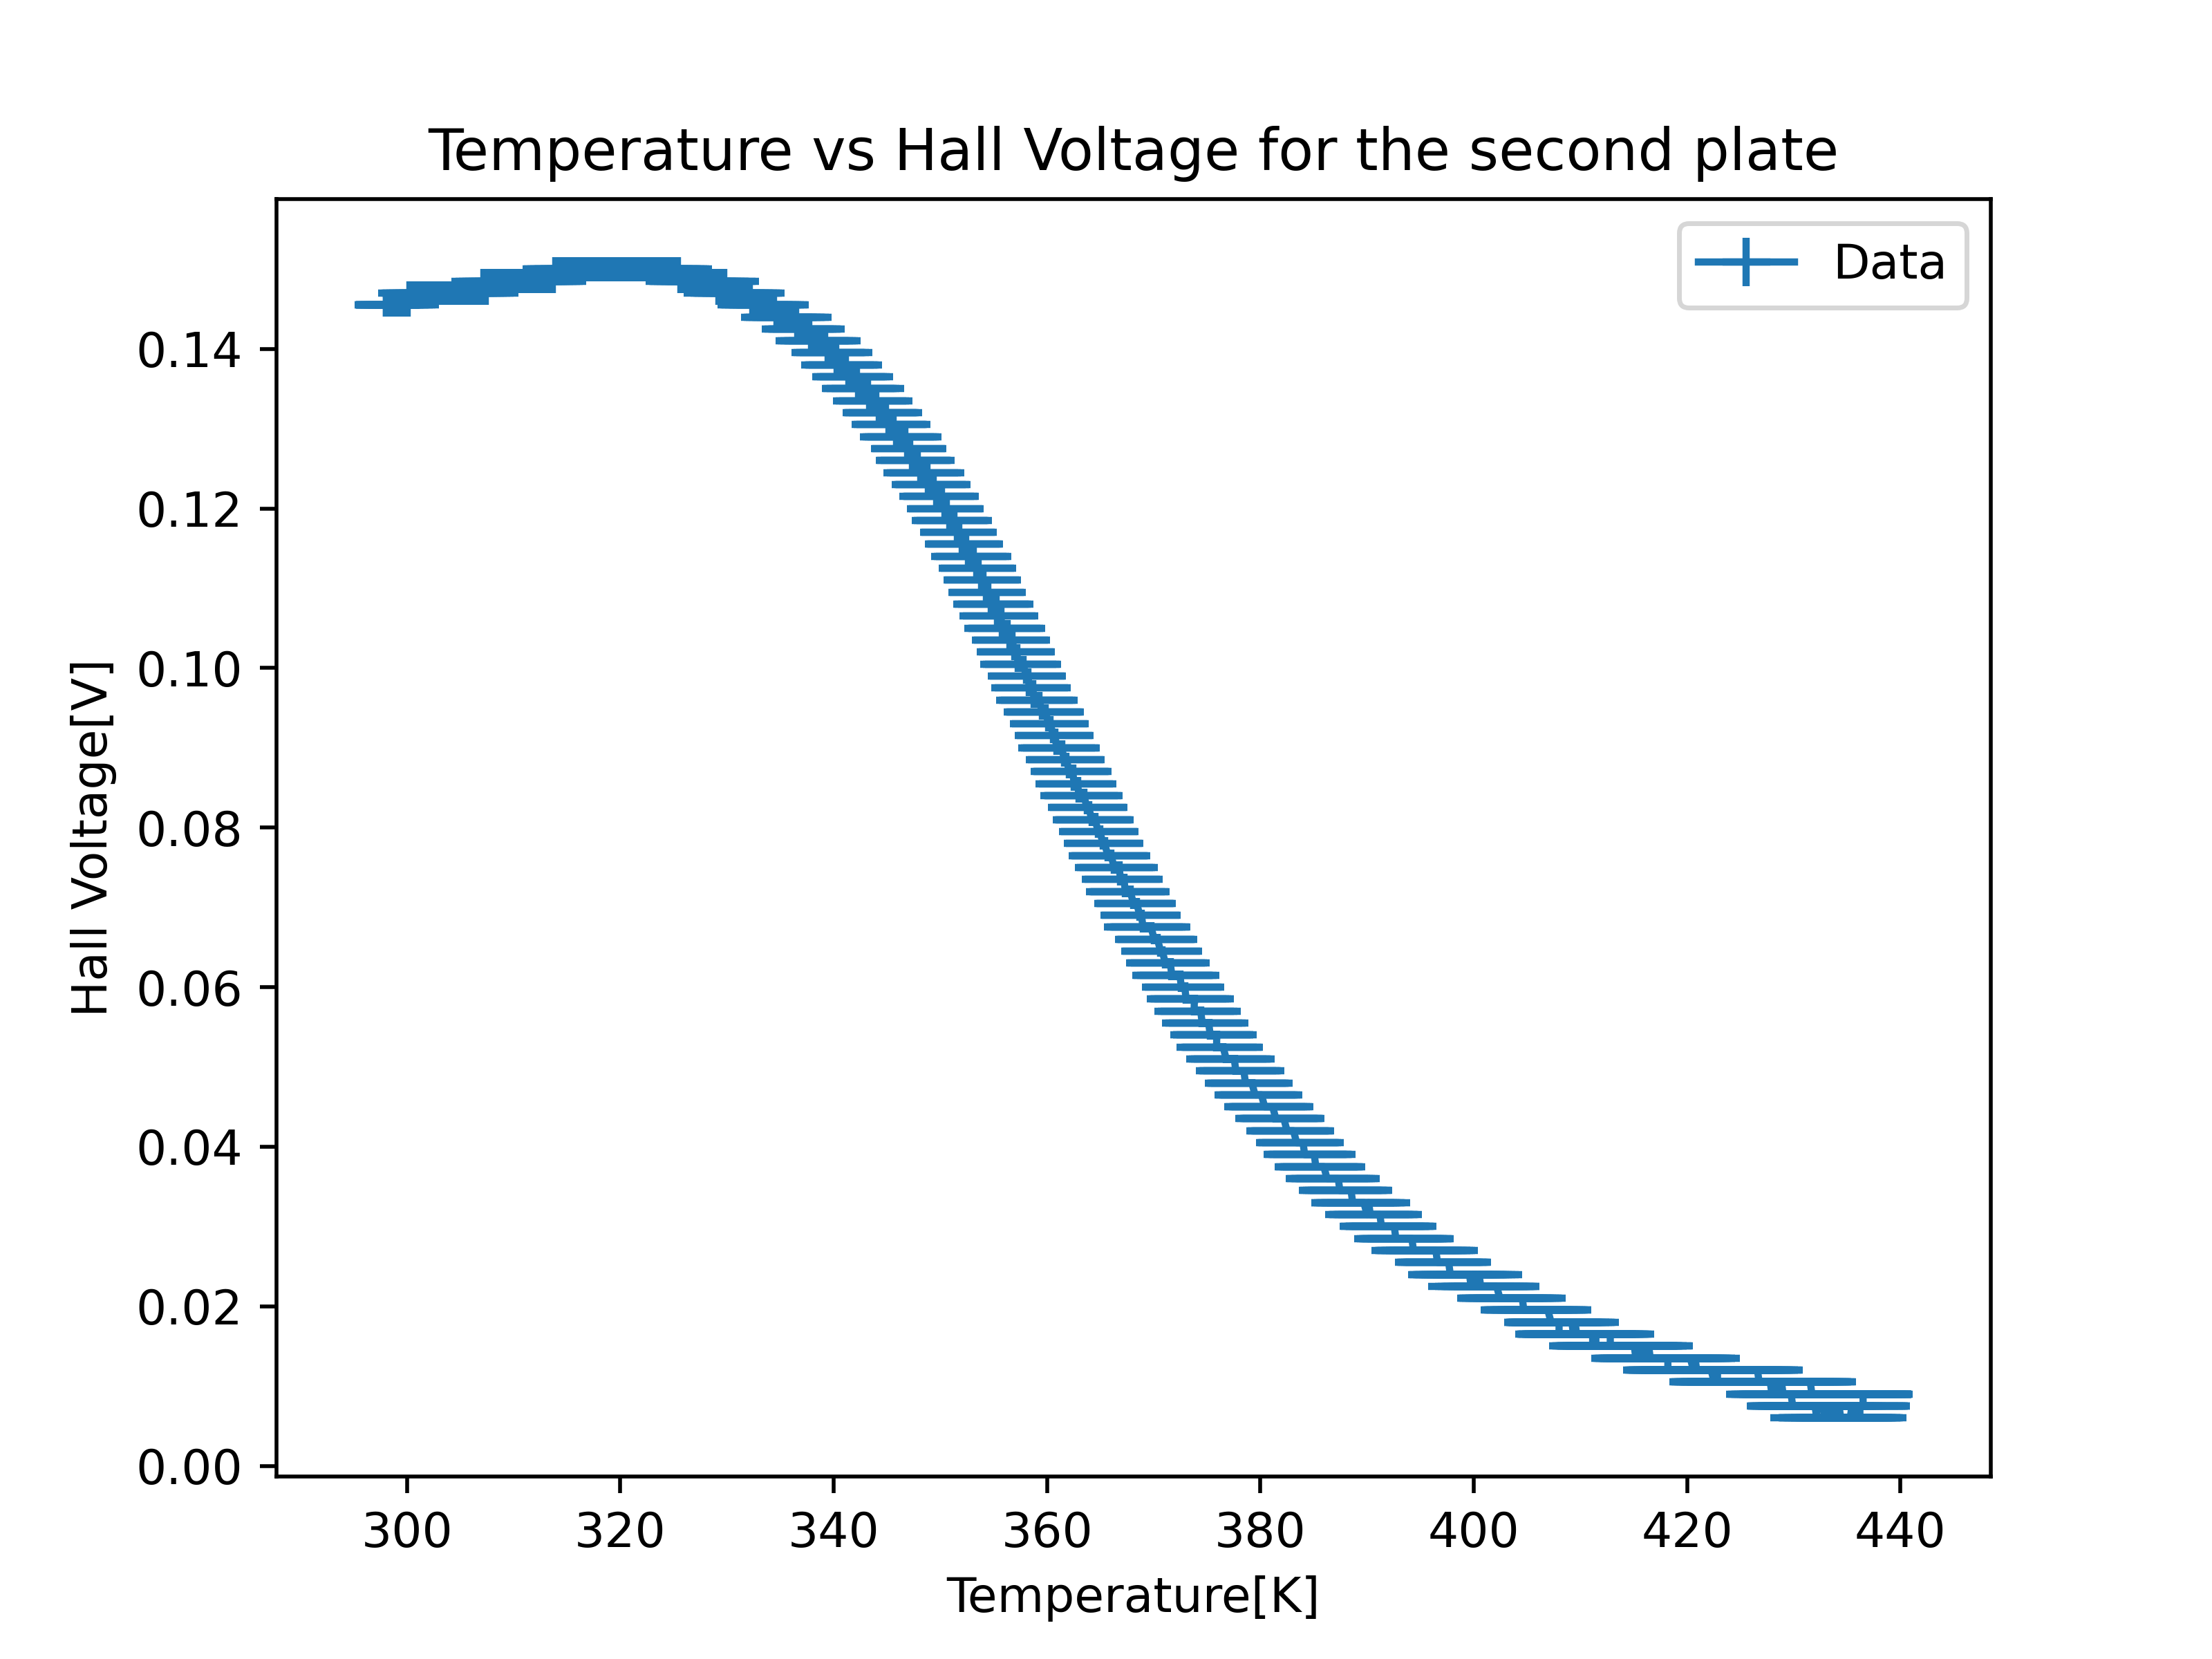 Temperature vs Hall Voltage for the second plate
Data
Hall Voltage[V]
0.14
0.12
0.10
0.08
0.06
0.04
0.02
0.00
300 320 340 360 380 400 420 440
Temperature[K]